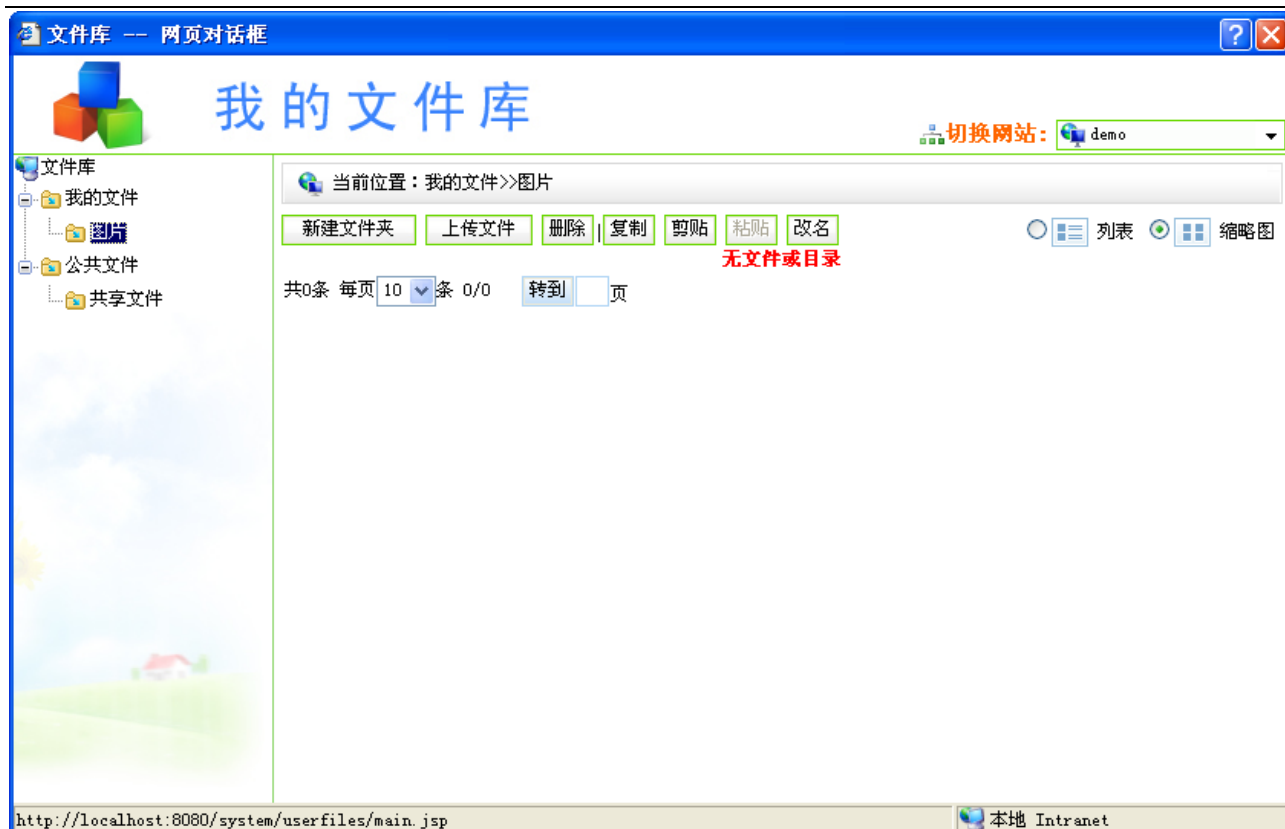 文件库 -- 网页对话框
我的文件库
切换网站： demo
文件库
我的文件
图片
公共文件
共享文件
当前位置：我的文件>>图片
新建文件夹 上传文件 删除 | 复制 剪贴 粘贴 改名 列表 缩略图
无文件或目录
共0条 每页 10 条 0/0 转到 页
http://localhost:8080/system/userfiles/main.jsp 本地 Intranet